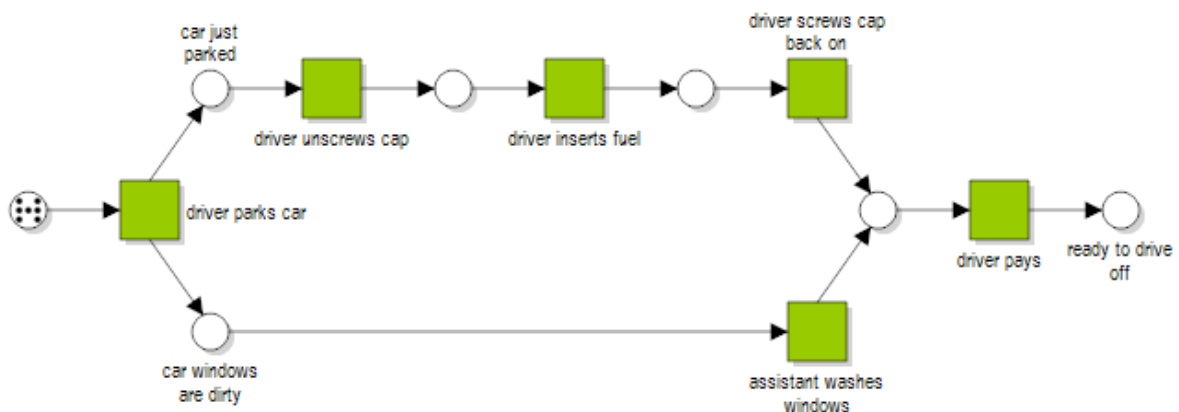 driver screws cap
back on
car just
parked
driver unscrews cap
driver inserts fuel
driver parks car
driver pays
ready to drive
off
car windows
are dirty
assistant washes
windows